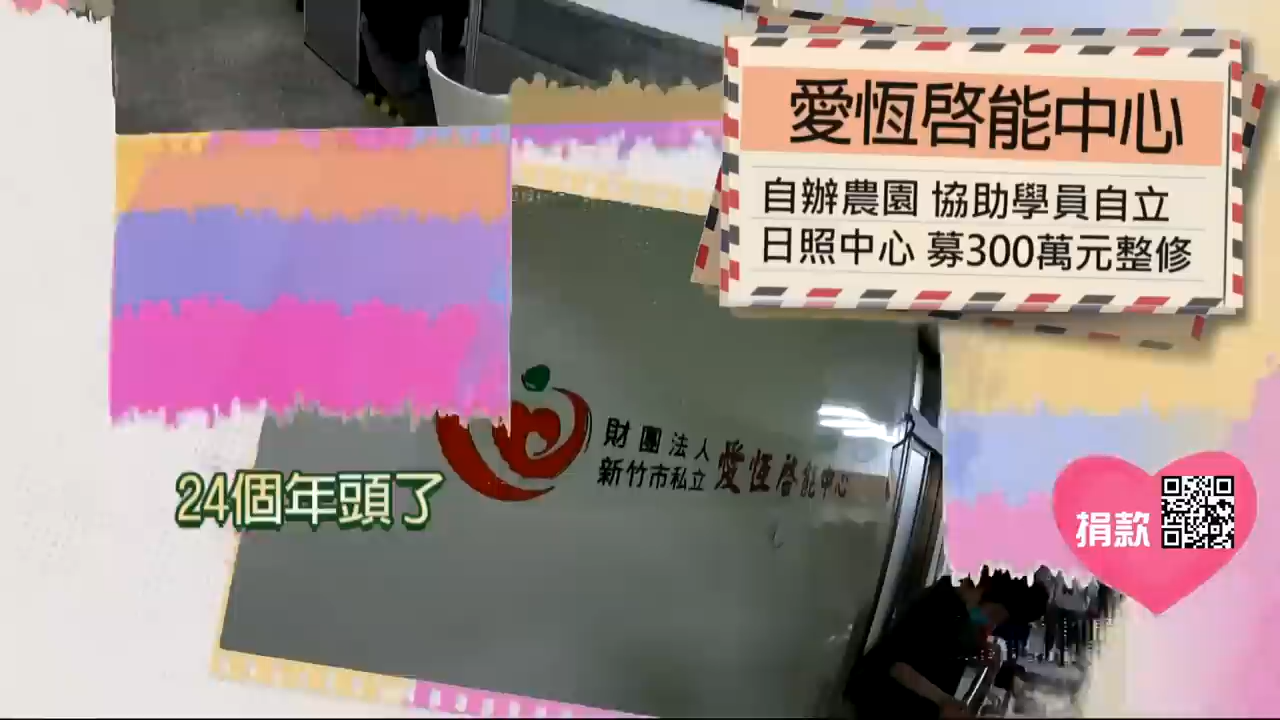 愛恆啓能中心
自辦農園 協助學員自立
日照中心 募300萬元整修
財團法人
新竹市私立 愛恆啓能中心
24個年頭了
捐款